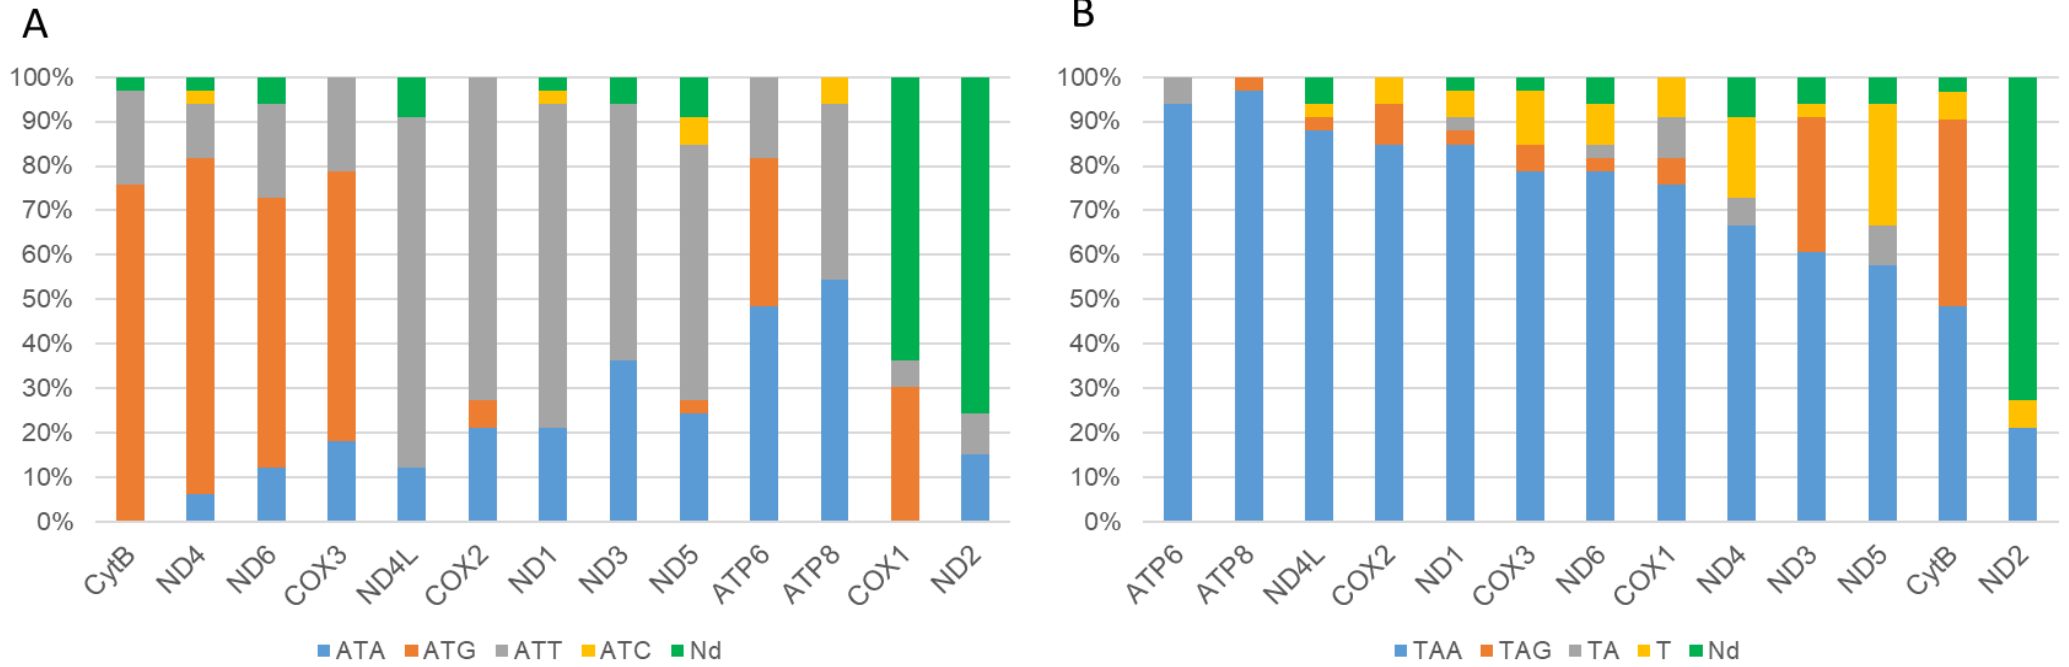 A
100%
90%
80%
70%
60%
50%
40%
30%
20%
10%
0%
CytB
ND4
ND6
COX3
ND4L
COX2
ND1
ND3
ND5
ATP6
ATP8
COX1
ND2
ATA ATG ATT ATC Nd
B
100%
90%
80%
70%
60%
50%
40%
30%
20%
10%
0%
ATP6
ATP8
ND4L
COX2
ND1
COX3
ND6
COX1
ND4
ND3
ND5
CytB
ND2
TAA TAG TA T Nd